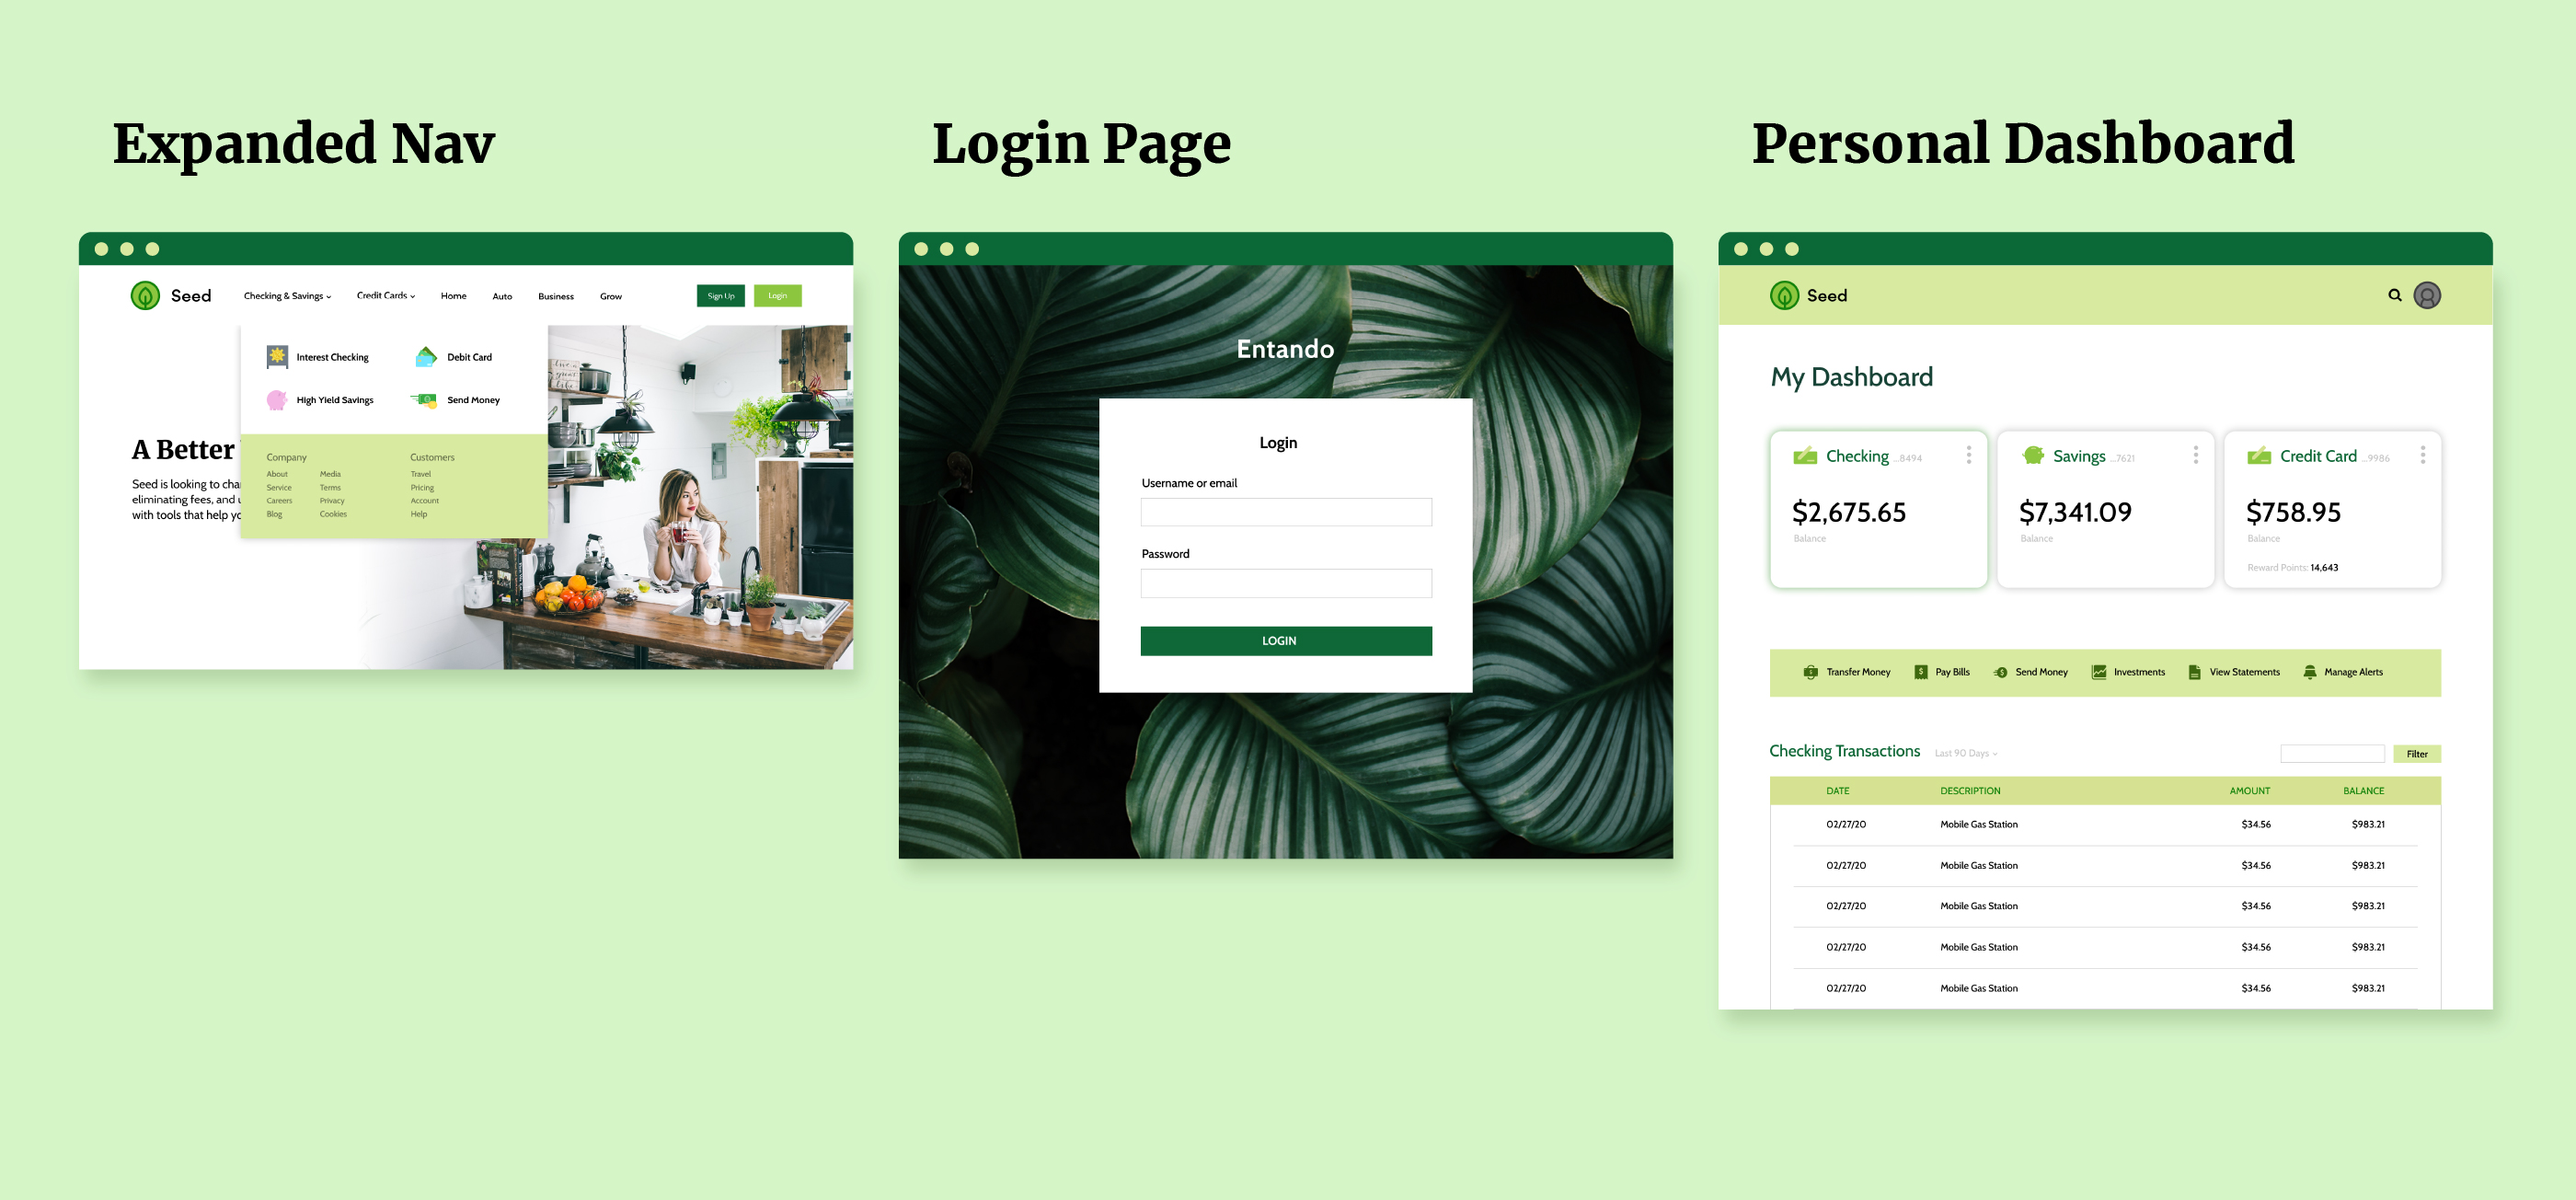 Expanded Nav
Seed
Checking & Savings
Credit Cards
Home
Auto
Business
Grow
Sign Up
Login
Interest Checking
Debit Card
High Yield Savings
Send Money
A Better
Seed is looking to cha
eliminating fees, and u
with tools that help yo
Company
Customers
About
Media
Travel
Service
Terms
Pricing
Careers
Privacy
Account
Blog
Cookies
Help
Login Page
Entando
Login
Username or email
Password
LOGIN
Personal Dashboard
Seed
My Dashboard
Checking ...8494
$2,675.65
Balance
Savings ...7621
$7,341.09
Balance
Credit Card ...9986
$758.95
Balance
Reward Points: 14,643
Transfer Money
Pay Bills
Send Money
Investments
View Statements
Manage Alerts
Checking Transactions
Last 90 Days
Filter
DATE DESCRIPTION AMOUNT BALANCE
02/27/20 Mobile Gas Station $34.56 $983.21
02/27/20 Mobile Gas Station $34.56 $983.21
02/27/20 Mobile Gas Station $34.56 $983.21
02/27/20 Mobile Gas Station $34.56 $983.21
02/27/20 Mobile Gas Station $34.56 $983.21